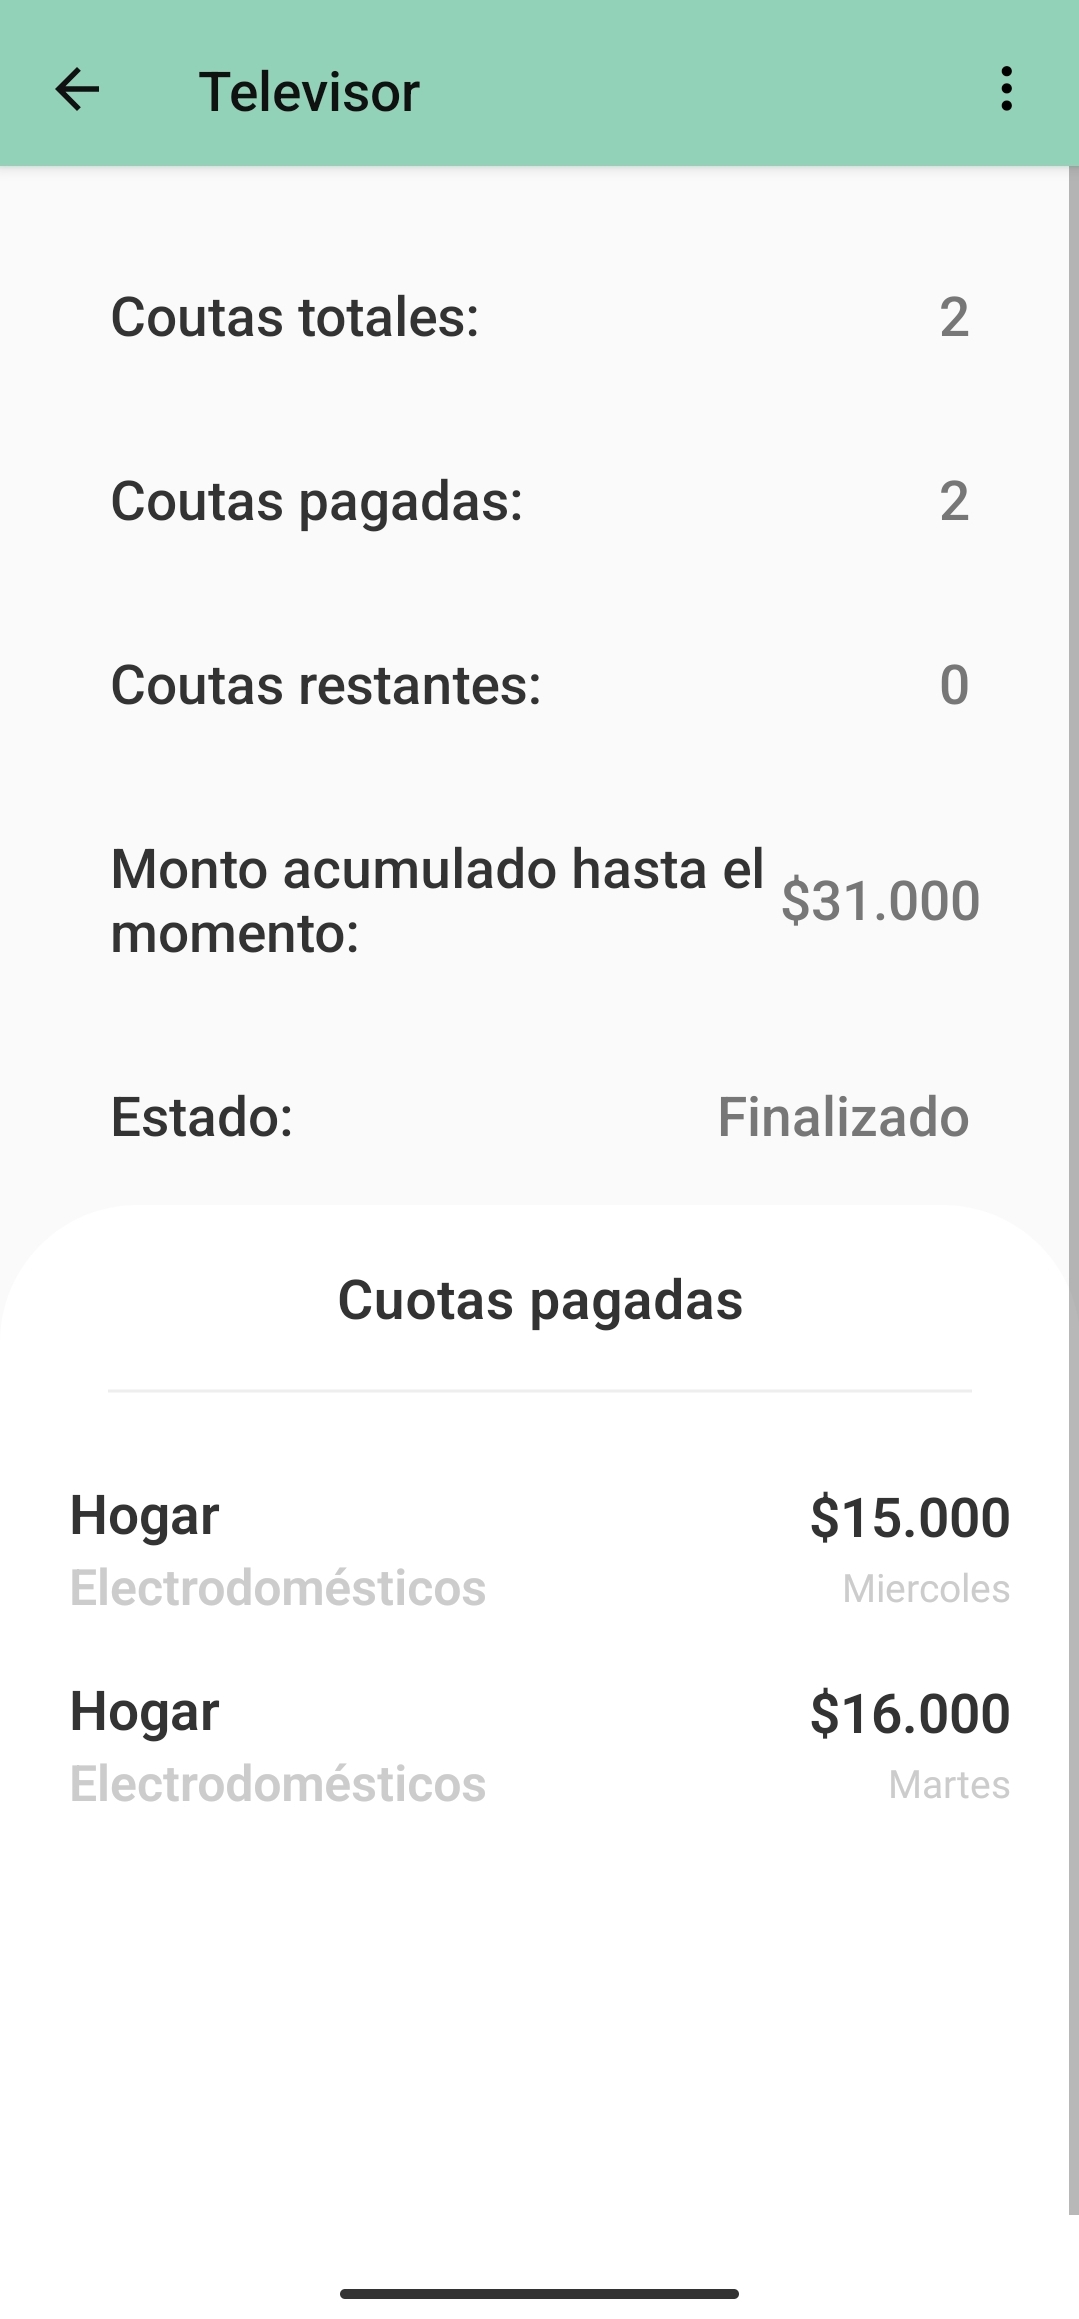 Televisor
Coutas totales: 2
Coutas pagadas: 2
Coutas restantes: 0
Monto acumulado hasta el
momento: $31.000
Estado: Finalizado
Cuotas pagadas
Hogar $15.000
Electrodomésticos Miercoles
Hogar $16.000
Electrodomésticos Martes